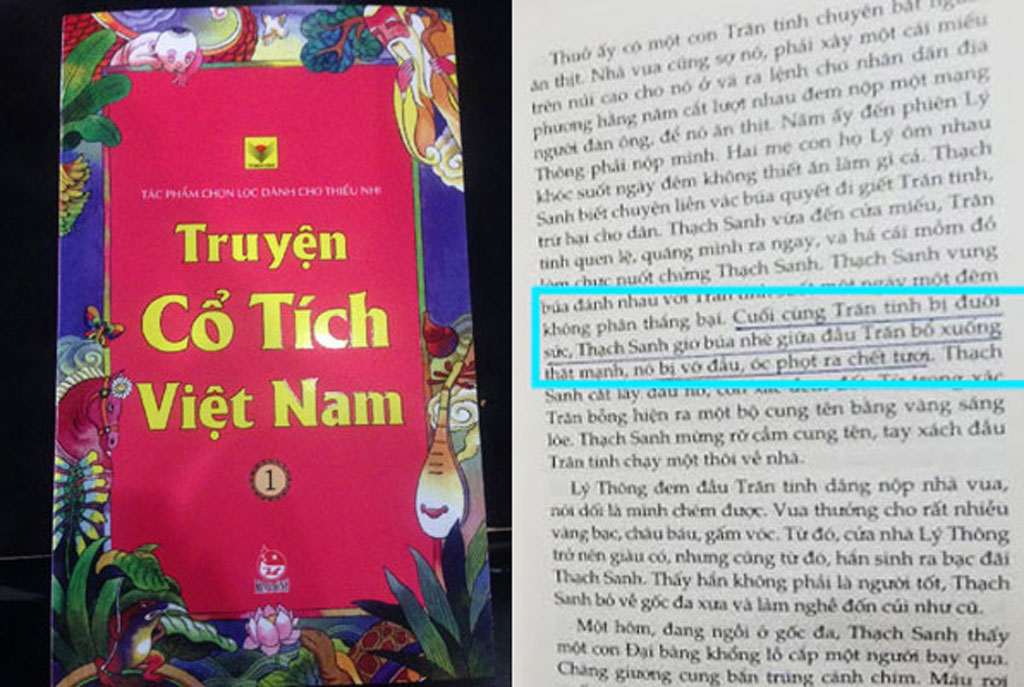 TÁC PHẨM CHỌN LỌC DÀNH CHO THIẾU NHI
Truyện
Cổ Tích
Việt Nam
1
Thuở ấy có một con Trăn tinh chuyên bắt
ăn thịt. Nhà vua cũng sợ nó, phải xây một cái miếu
trên núi cao cho nó ở và ra lệnh cho nhân dân địa
phương hằng năm cắt lượt nhau đem nộp một mạng
người đàn ông, để nó ăn thịt. Năm ấy đến phiên Lý
Thông phải nộp mình. Hai mẹ con họ Lý ôm nhau
khóc suốt ngày đêm không thiết ăn làm gì cả. Thạch
Sanh biết chuyện liền vác búa quyết đi giết Trăn tinh,
trừ hại cho dân. Thạch Sanh vừa đến cửa miếu, Trăn
tinh quen lệ, quăng mình ra ngay, và há cái mồm đỏ
nuốt chửng Thạch Sanh. Thạch Sanh vung
búa đánh nhau với Trăn một ngày một đêm
không phân thắng bại. Cuối cùng Trăn tinh bị đuối
sức, Thạch Sanh giơ búa nhè giữa đầu Trăn bổ xuống
thật mạnh, nó bị vỡ đầu, óc phọt ra chết tươi. Thạch
Sanh cắt lấy đầu nó,
Trăn bỗng hiện ra một bộ cung tên bằng vàng sáng
lòe. Thạch Sanh mừng rỡ cầm cung tên, tay xách đầu
Trăn tinh chạy một thôi về nhà.
Lý Thông đem đầu Trăn tinh dâng nộp nhà vua,
nói dối là mình chém được. Vua thưởng cho rất nhiều
vàng bạc, châu báu, gấm vóc. Từ đó, cửa nhà Lý Thông
trở nên giàu có, nhưng cũng từ đó, hắn sinh ra bạc đãi
Thạch Sanh. Thấy hắn không phải là người tốt, Thạch
Sanh bỏ về gốc đa xưa và làm nghề đốn củi như cũ.
Một hôm, đang ngồi ở gốc đa, Thạch Sanh thấy
một con Đại bàng khổng lồ cắp một người bay qua.
Chàng giương cung bắn trúng cánh chim. Máu rơi